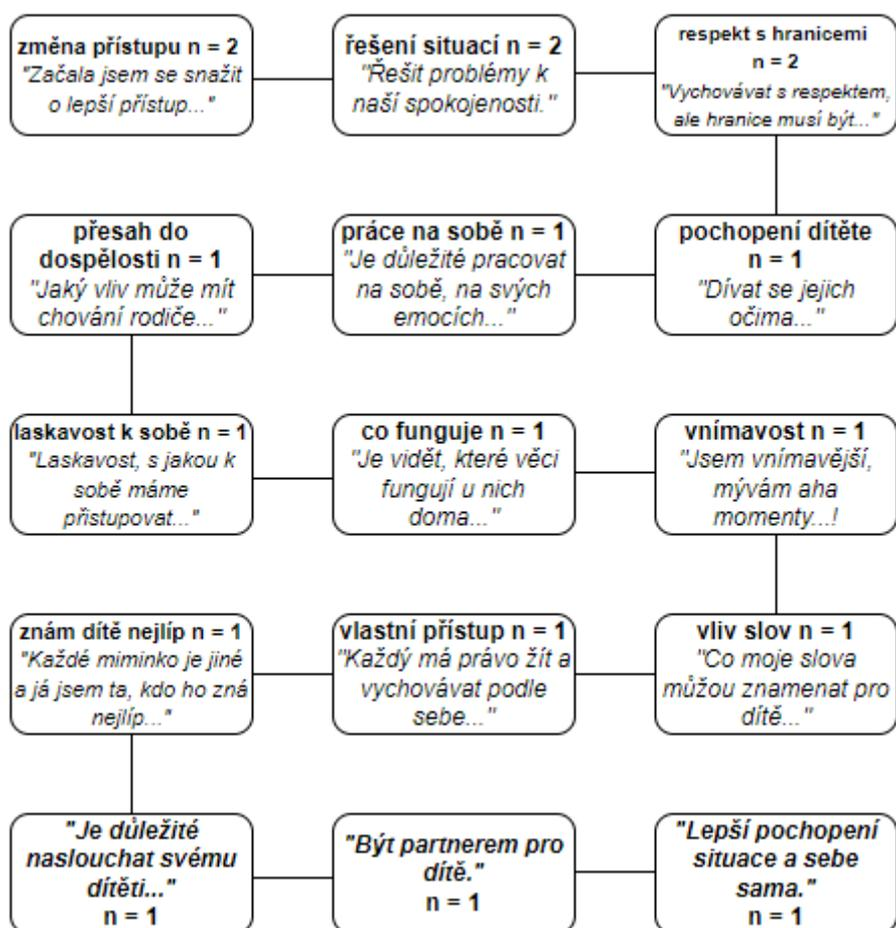 změna přístupu n = 2
"Začala jsem se snažit
o lepší přístup..."
řešení situací n = 2
"Řešit problémy k
naší spokojenosti."
respekt s hranicemi
n = 2
"Vychovávat s respektem,
ale hranice musí být..."
přesah do
dospělosti n = 1
"Jaký vliv může mít
chování rodiče..."
práce na sobě n = 1
"Je důležité pracovat
na sobě, na svých
emocích..."
pochopení dítěte
n = 1
"Dívat se jejich
očima..."
laskavost k sobě n = 1
"Laskavost, s jakou k
sobě máme
přistupovat..."
co funguje n = 1
"Je vidět, které věci
fungují u nich
doma..."
vnímavost n = 1
"Jsem vnímavější,
mývám aha
momenty...!
znám dítě nejlíp n = 1
"Každé miminko je jiné
a já jsem ta, kdo ho zná
nejlíp..."
vlastní přístup n = 1
"Každý má právo žít a
vychovávat podle
sebe..."
vliv slov n = 1
"Co moje slova
můžou znamenat pro
dítě..."
"Je důležité
naslouchat svému
dítěti..."
n = 1
"Být partnerem pro
dítě."
n = 1
"Lepší pochopení
situace a sebe
sama."
n = 1